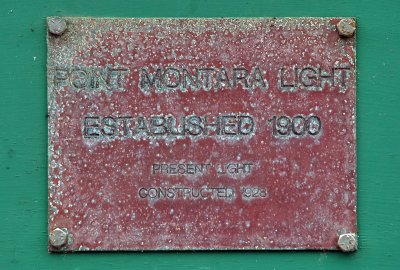 POINT MONTARA LIGHT
ESTABLISHED 1900
PRESENT LIGHT
CONSTRUCTED 1928